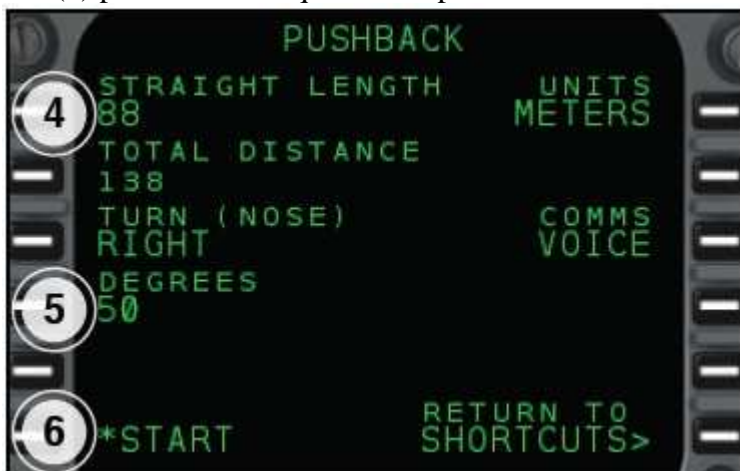 PUSHBACK
STRAIGHT LENGTH UNITS
4 88 METERS
TOTAL DISTANCE
138
TURN (NOSE) COMMS
RIGHT VOICE
DEGREES
5 50
RETURN TO
6 *START SHORTCUTS>